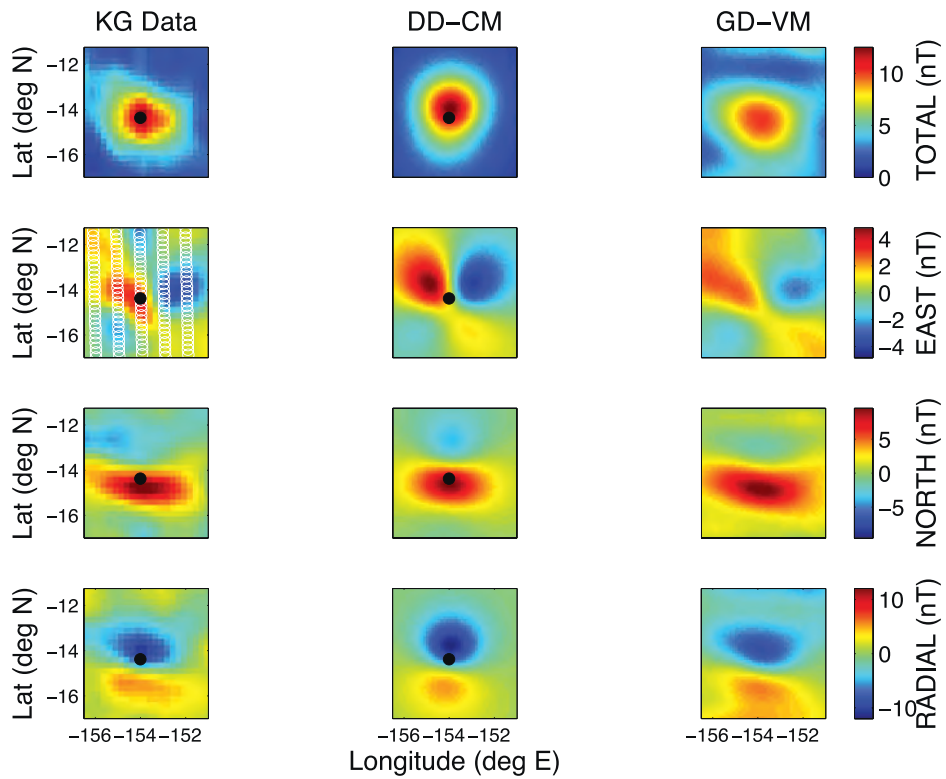 KG Data DD−CM GD−VM
Lat (deg N) −12 −14 −16 10 5 0 TOTAL (nT)
Lat (deg N) −12 −14 −16 4 2 0 −2 −4 EAST (nT)
Lat (deg N) −12 −14 −16 5 0 −5 NORTH (nT)
Lat (deg N) −12 −14 −16 10 0 −10 RADIAL (nT)
−156 −154 −152 −156 −154 −152 −156 −154 −152
Longitude (deg E)